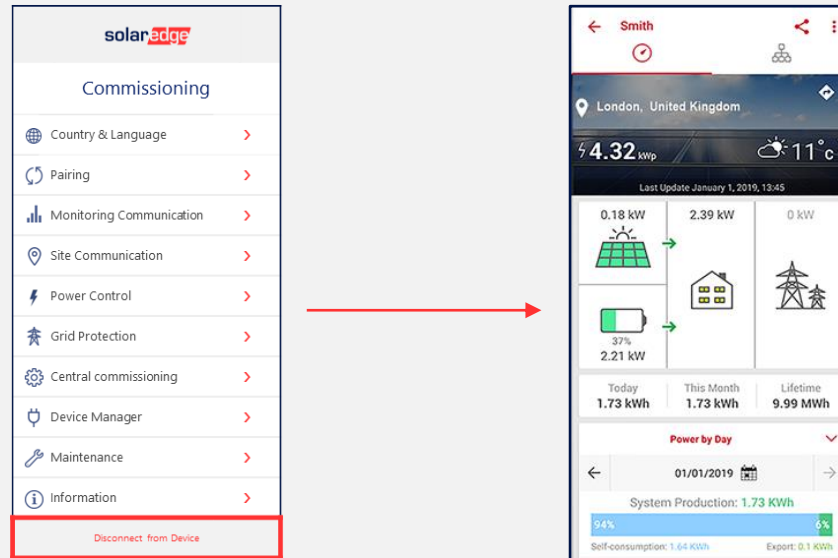 solaredge
Commissioning
Country & Language
Pairing
Monitoring Communication
Site Communication
Power Control
Grid Protection
Central commissioning
Device Manager
Maintenance
Information
Disconnect from Device
Smith
London, United Kingdom
4.32 kWp
11°c
Last Update January 1, 2019, 13:45
0.18 kW 2.39 kW 0 kW
37%
2.21 kW
Today This Month Lifetime
1.73 kWh 1.73 kWh 9.99 MWh
Power by Day
01/01/2019
System Production: 1.73 KWh
94% 6%
Self-consumption: 1.64 KWh Export: 0.1 KWh